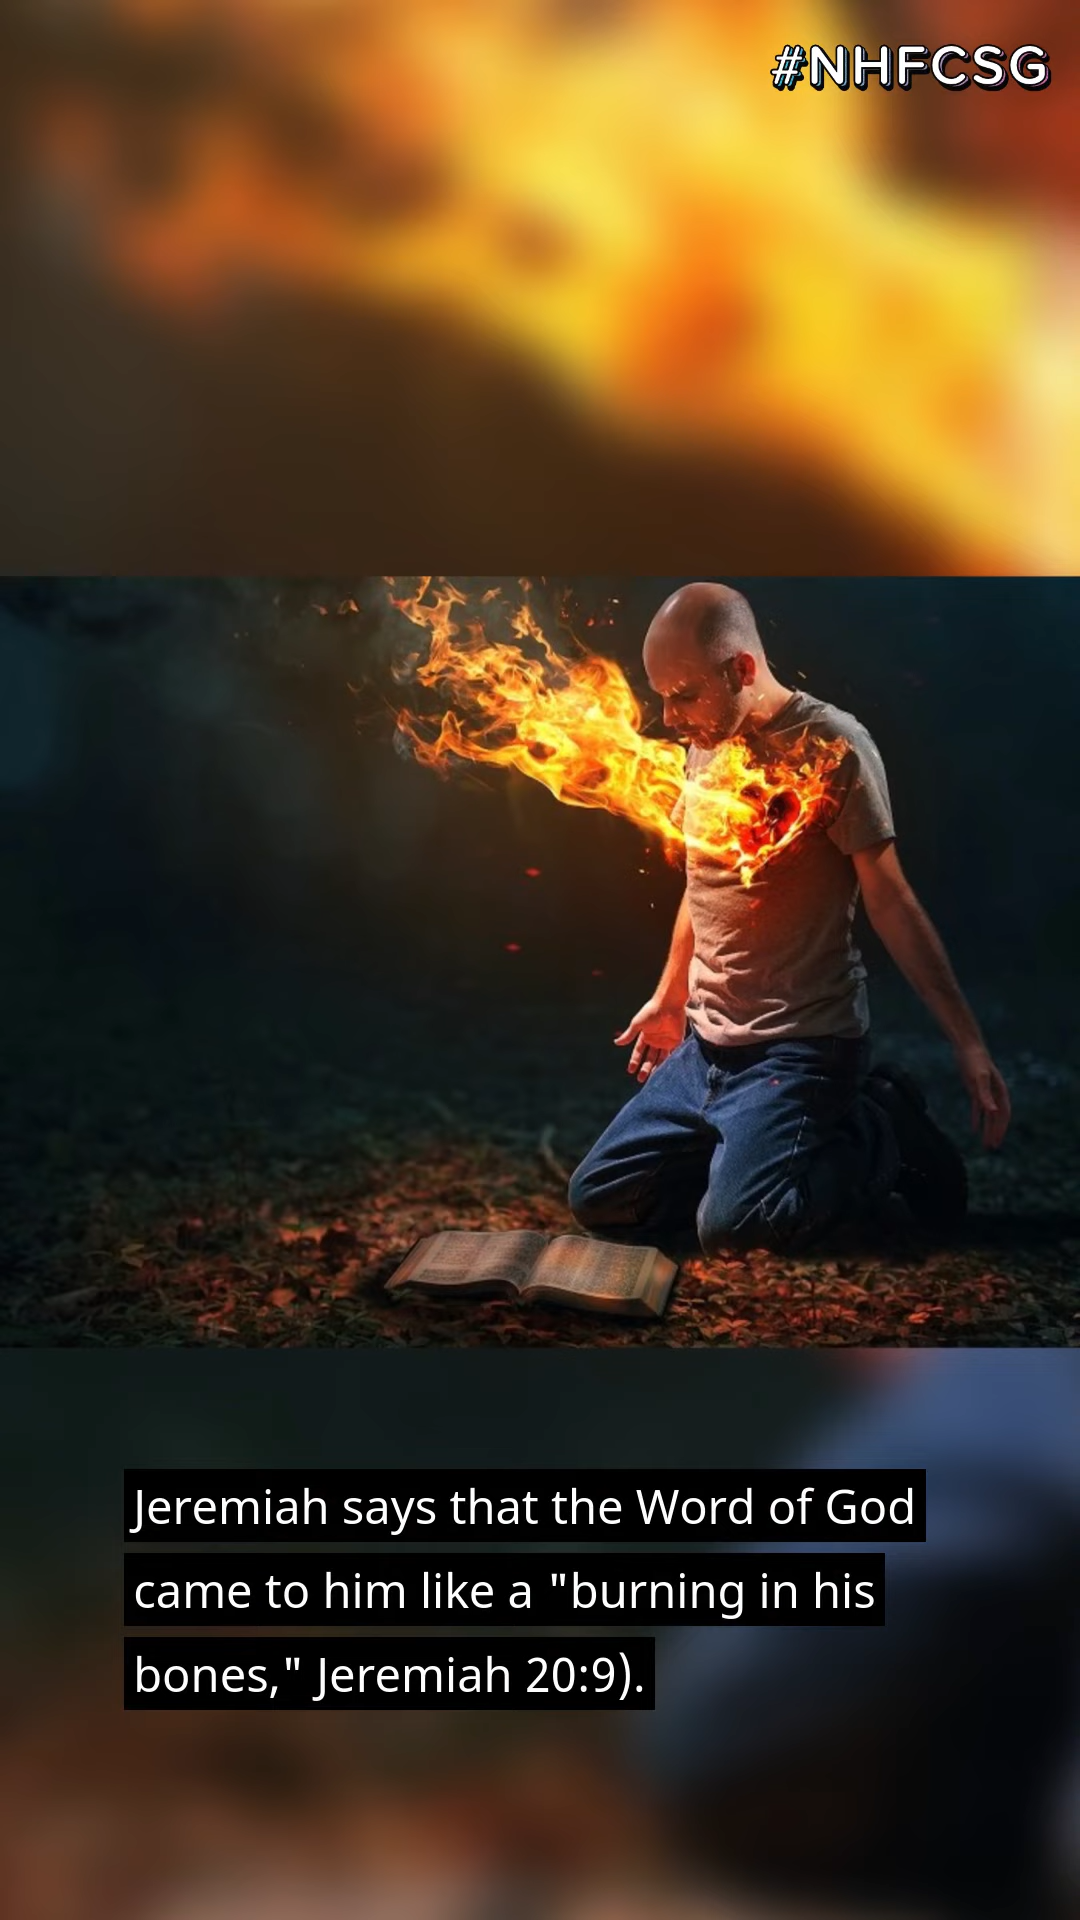 #NHFCSG
Jeremiah says that the Word of God
came to him like a "burning in his
bones," Jeremiah 20:9).